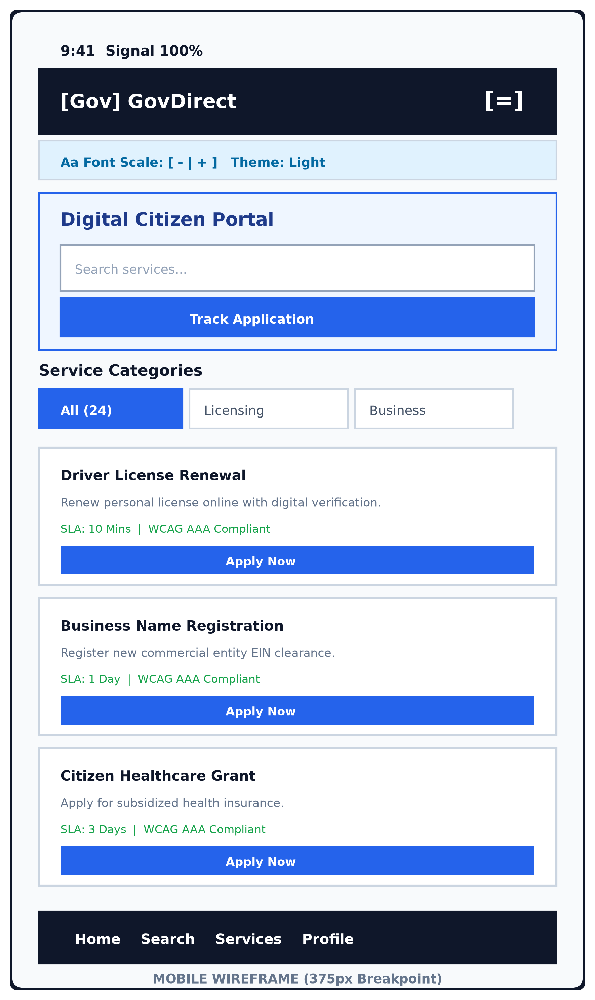 9:41  Signal 100%
[Gov] GovDirect
[=]
Aa Font Scale: [ - | + ]   Theme: Light
Digital Citizen Portal
Search services...
Track Application
Service Categories
All (24)
Licensing
Business
Driver License Renewal
Renew personal license online with digital verification.
SLA: 10 Mins  |  WCAG AAA Compliant
Apply Now
Business Name Registration
Register new commercial entity EIN clearance.
SLA: 1 Day  |  WCAG AAA Compliant
Apply Now
Citizen Healthcare Grant
Apply for subsidized health insurance.
SLA: 3 Days  |  WCAG AAA Compliant
Apply Now
Home    Search    Services    Profile
MOBILE WIREFRAME (375px Breakpoint)